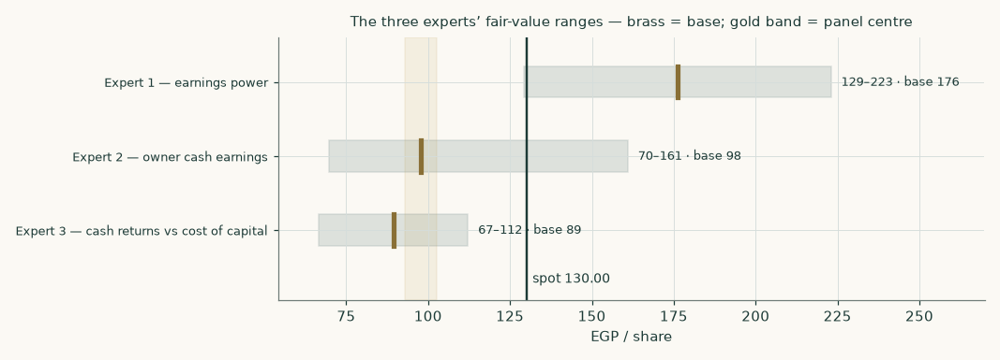 The three experts’ fair-value ranges — brass = base; gold band = panel centre
Expert 1 — earnings power
129–223 · base 176
Expert 2 — owner cash earnings
70–161 · base 98
Expert 3 — cash returns vs cost of capital
67–112 · base 89
spot 130.00
75
100
125
150
175
200
225
250
EGP / share